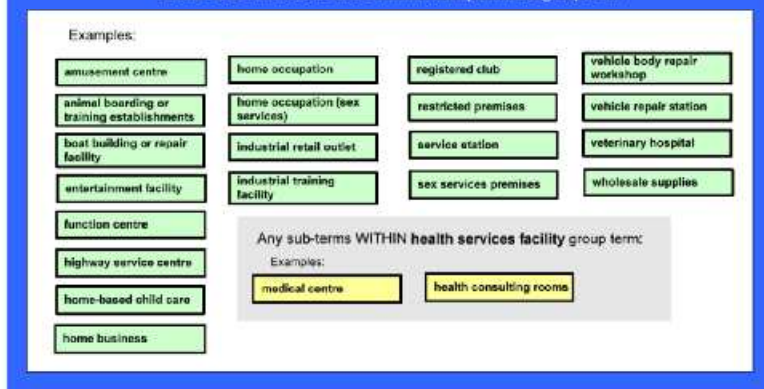 Examples:
amusement centre
animal boarding or
training establishments
boat building or repair
facility
entertainment facility
function centre
highway service centre
home-based child care
home business
home occupation
home occupation (sex
services)
industrial retail outlet
industrial training
facility
registered club
restricted premises
service station
sex services premises
vehicle body repair
workshop
vehicle repair station
veterinary hospital
wholesale supplies
Any sub-terms WITHIN health services facility group term:
Examples:
medical centre
health consulting rooms